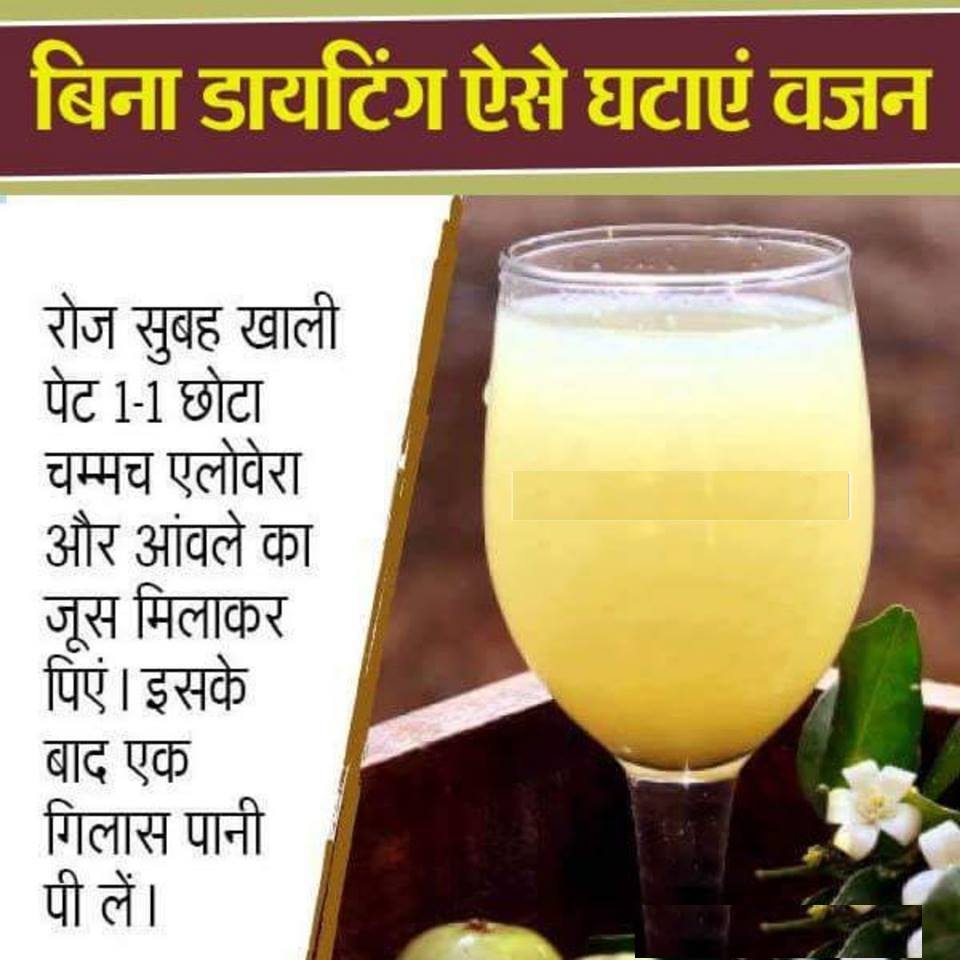 बिना डायटिंग ऐसे घटाएं वजन
रोज सुबह खाली
पेट 1-1 छोटा
चम्मच एलोवेरा
और आंवले का
जूस मिलाकर
पिएं। इसके
बाद एक
गिलास पानी
पी लें।